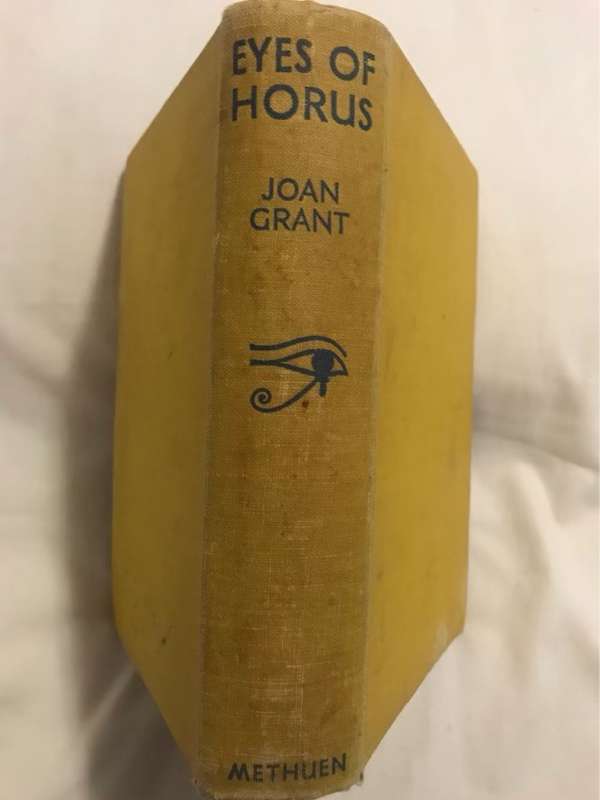 EYES OF
HORUS
JOAN
GRANT
METHUEN